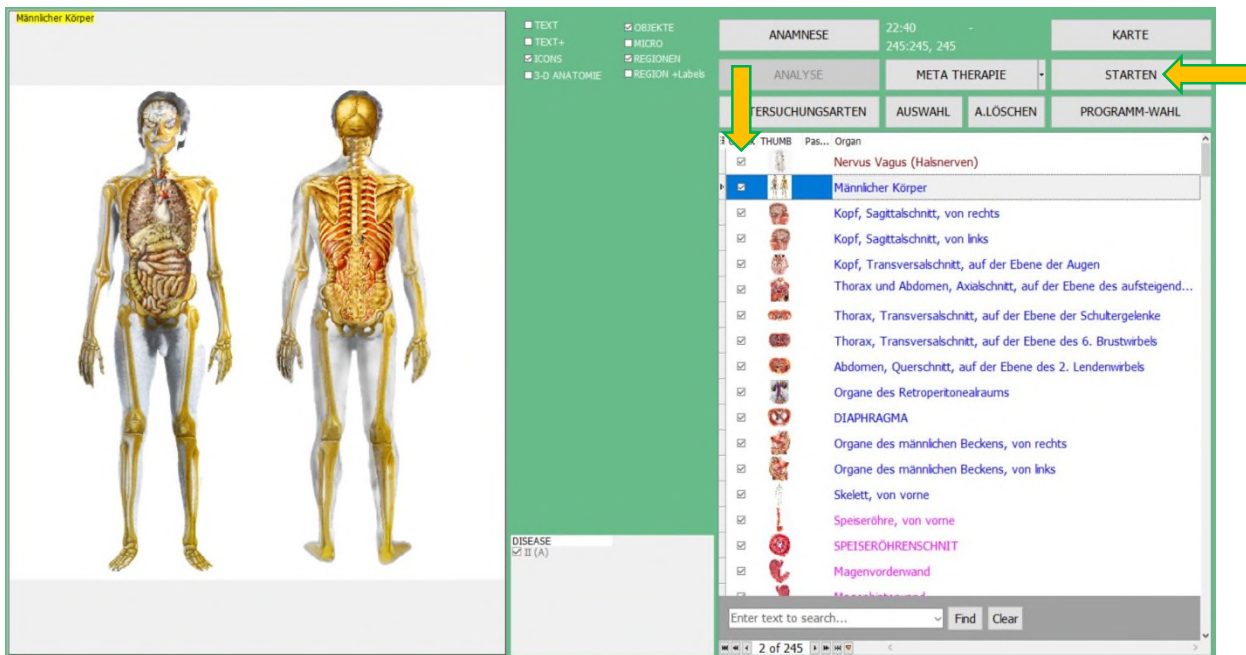 Männlicher Körper
TEXT
TEXT+
ICONS
3-D ANATOMIE
OBJEKTE
MICRO
REGIONEN
REGION +Labels
ANAMNESE
22:40 -
245:245, 245
KARTE
ANALYSE
META THERAPIE
STARTEN
TERSUCHUNGSARTEN
AUSWAHL
A.LÖSCHEN
PROGRAMM-WAHL
THUMB Pas... Organ
Nervus Vagus (Halsnerven)
Männlicher Körper
Kopf, Sagittalschnitt, von rechts
Kopf, Sagittalschnitt, von links
Kopf, Transversalschnitt, auf der Ebene der Augen
Thorax und Abdomen, Axialschnitt, auf der Ebene des aufsteigend...
Thorax, Transversalschnitt, auf der Ebene der Schultergelenke
Thorax, Transversalschnitt, auf der Ebene des 6. Brustwirbels
Abdomen, Querschnitt, auf der Ebene des 2. Lendenwirbels
Organe des Retroperitonealraums
DIAPHRAGMA
Organe des männlichen Beckens, von rechts
Organe des männlichen Beckens, von links
Skelett, von vorne
Speiseröhre, von vorne
SPEISERÖHRENSCHNIT
Magenvorderwand
DISEASE
II (A)
Enter text to search...
Find
Clear
2 of 245